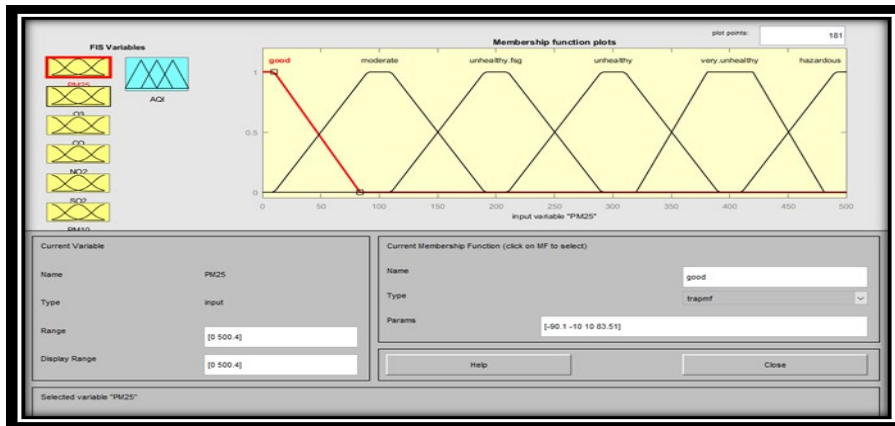 plot points: 181
FIS Variables
Membership function plots
good moderate unhealthy.fsg unhealthy very.unhealthy hazardous
PM25
AQI
O3
CO
NO2
SO2
PM10
1
0.5
0
0 50 100 150 200 250 300 350 400 450 500
input variable "PM25"
Current Variable
Name PM25
Type input
Range [0 500.4]
Display Range [0 500.4]
Current Membership Function (click on MF to select)
Name good
Type trapmf
Params [-90.1 -10 10 83.51]
Help Close
Selected variable "PM25"